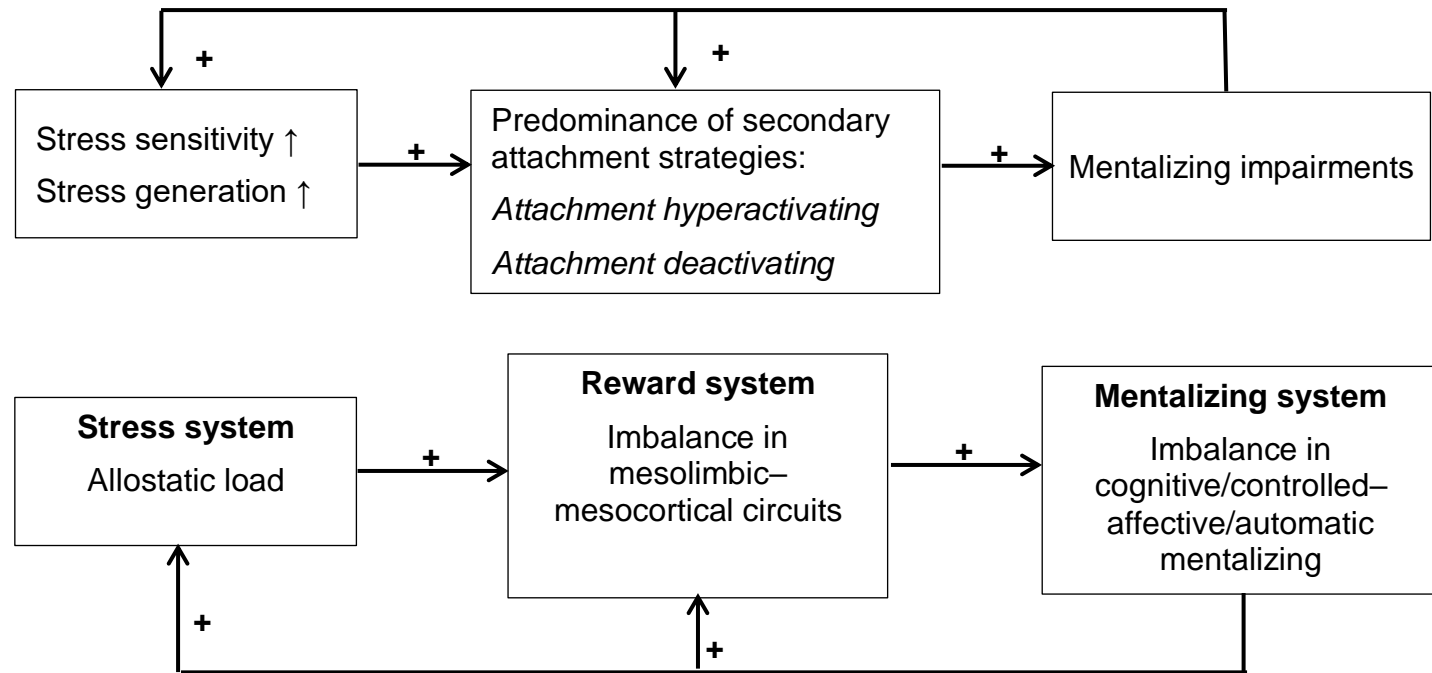 +
+
Stress sensitivity ↑
Stress generation ↑
+
Predominance of secondary
attachment strategies:
Attachment hyperactivating
Attachment deactivating
+
Mentalizing impairments
Stress system
Allostatic load
+
Reward system
Imbalance in
mesolimbic–
mesocortical circuits
+
Mentalizing system
Imbalance in
cognitive/controlled–
affective/automatic
mentalizing
+
+